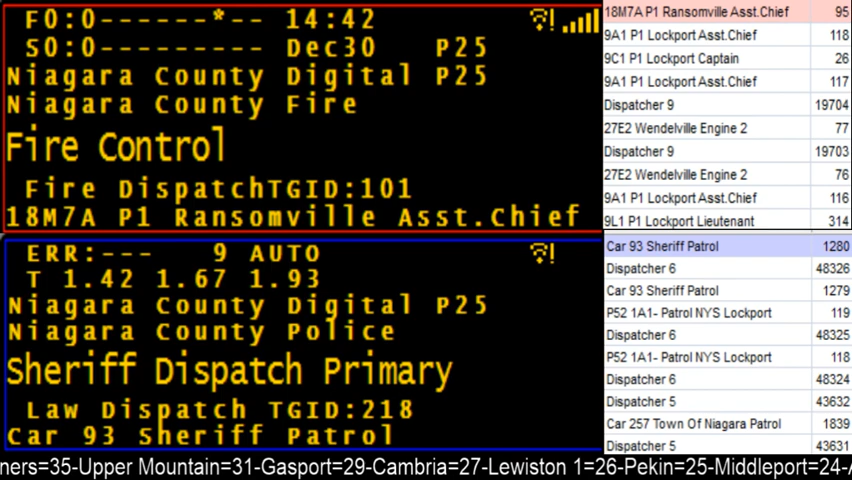 F0:0------*-- 14:42
S0:0--------- Dec30 P25
Niagara County Digital P25
Niagara County Fire
Fire Control
Fire DispatchTGID:101
18M7A P1 Ransomville Asst.Chief
18M7A P1 Ransomville Asst.Chief 95
9A1 P1 Lockport Asst.Chief 118
9C1 P1 Lockport Captain 26
9A1 P1 Lockport Asst.Chief 117
Dispatcher 9 19704
27E2 Wendelville Engine 2 77
Dispatcher 9 19703
27E2 Wendelville Engine 2 76
9A1 P1 Lockport Asst.Chief 116
9L1 P1 Lockport Lieutenant 314
ERR:--- 9 AUTO
T 1.42 1.67 1.93
Niagara County Digital P25
Niagara County Police
Sheriff Dispatch Primary
Law Dispatch TGID:218
Car 93 Sheriff Patrol
Car 93 Sheriff Patrol 1280
Dispatcher 6 48326
Car 93 Sheriff Patrol 1279
P52 1A1- Patrol NYS Lockport 119
Dispatcher 6 48325
P52 1A1- Patrol NYS Lockport 118
Dispatcher 6 48324
Dispatcher 5 43632
Car 257 Town Of Niagara Patrol 1839
Dispatcher 5 43631
ners=35-Upper Mountain=31-Gasport=29-Cambria=27-Lewiston 1=26-Pekin=25-Middleport=24-A